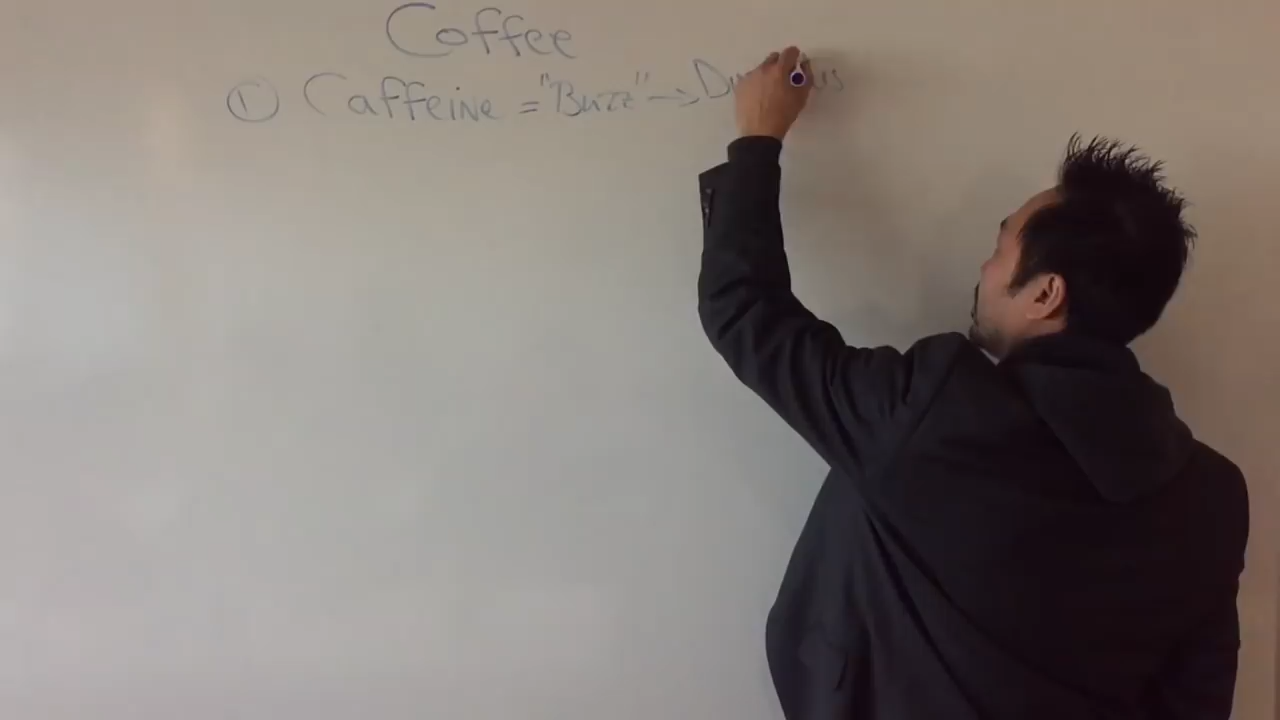 Coffee
① Caffeine = "Buzz" →